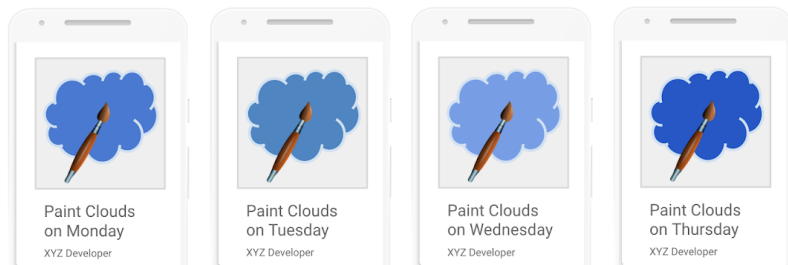 Paint Clouds
on Monday
XYZ Developer
Paint Clouds
on Tuesday
XYZ Developer
Paint Clouds
on Wednesday
XYZ Developer
Paint Clouds
on Thursday
XYZ Developer